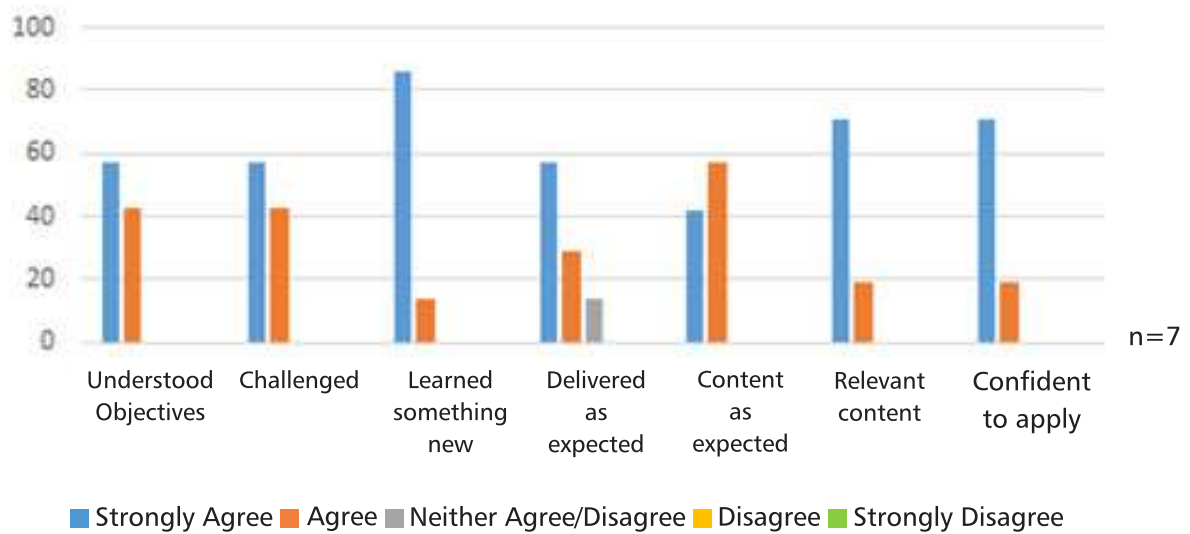 100
80
60
40
20
0
n=7
Understood Challenged Learned Delivered Content Relevant Confident
Objectives something as as content to apply
new expected expected
Strongly Agree Agree Neither Agree/Disagree Disagree Strongly Disagree